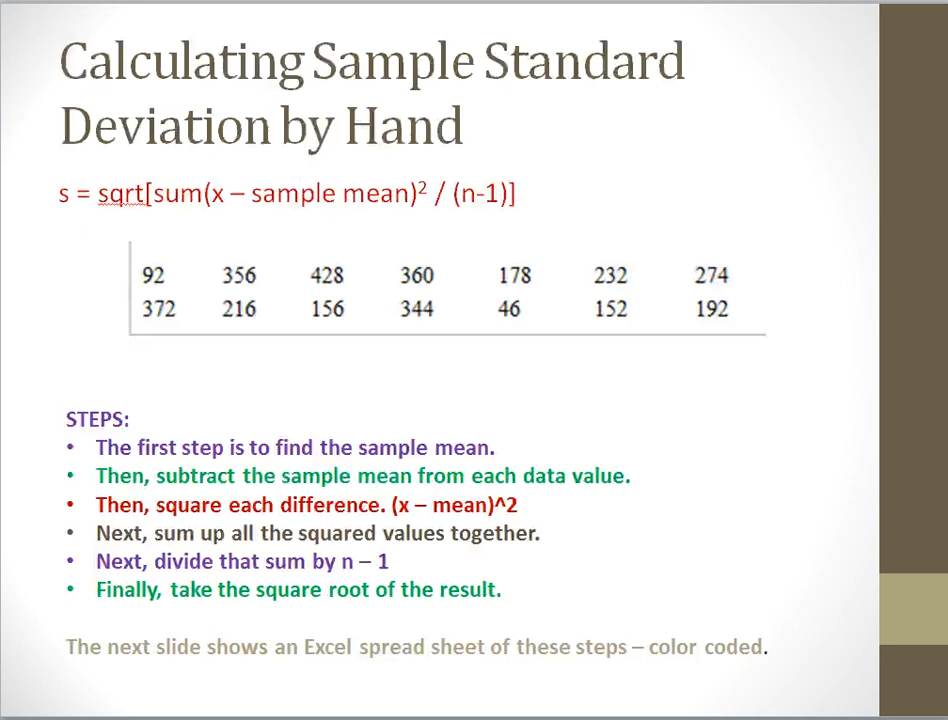 Calculating Sample Standard
Deviation by Hand
s = sqrt[sum(x – sample mean)² / (n-1)]
92 356 428 360 178 232 274
372 216 156 344 46 152 192
STEPS:
• The first step is to find the sample mean.
• Then, subtract the sample mean from each data value.
• Then, square each difference. (x – mean)^2
• Next, sum up all the squared values together.
• Next, divide that sum by n – 1
• Finally, take the square root of the result.
The next slide shows an Excel spread sheet of these steps – color coded.